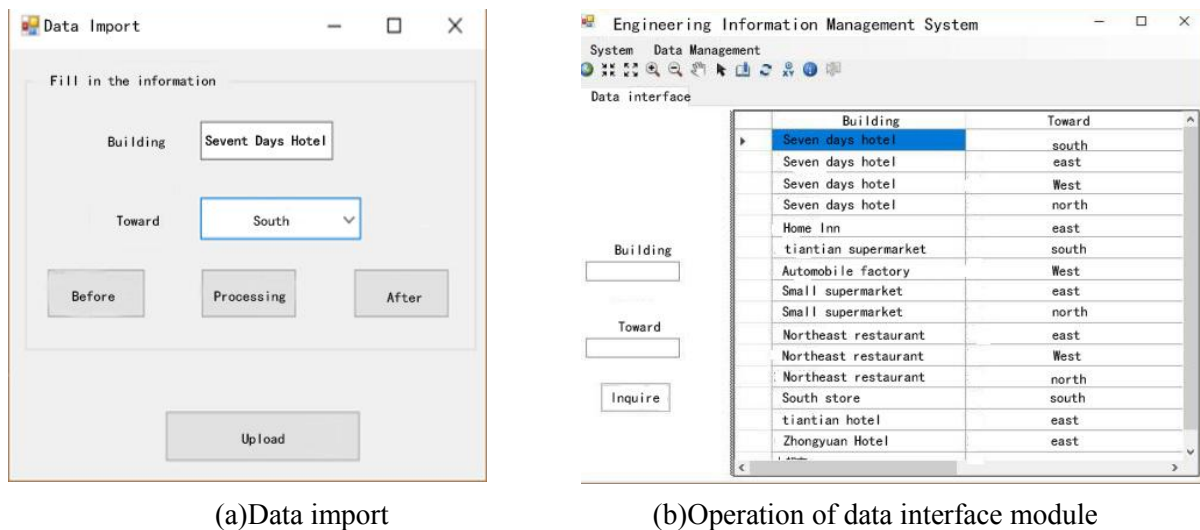 Data Import
Fill in the information
Building
Sevent Days Hotel
Toward
South
Before Processing After
Upload
(a)Data import
Engineering Information Management System
System Data Management
Data interface
Building Toward
Seven days hotel south
Seven days hotel east
Seven days hotel West
Seven days hotel north
Home Inn east
tiantian supermarket south
Automobile factory West
Small supermarket east
Small supermarket north
Northeast restaurant east
Northeast restaurant West
Northeast restaurant north
South store south
tiantian hotel east
Zhongyuan Hotel east
Building
Toward
Inquire
(b)Operation of data interface module